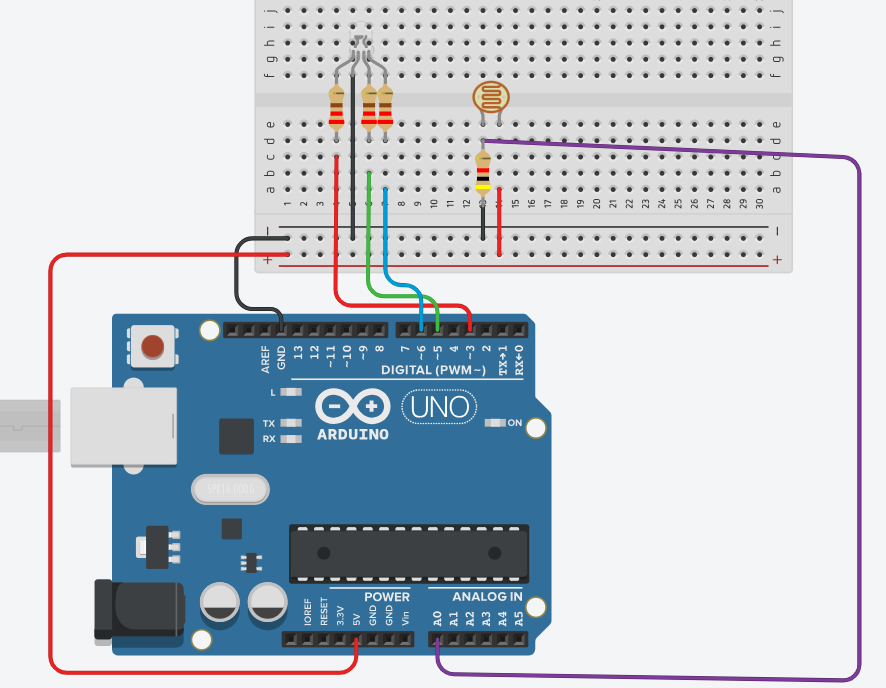 j j
i i
h h
g g
f f
e e
d d
c c
b b
a a
1 2 3 4 5 6 7 8 9 10 11 12 13 14 15 16 17 18 19 20 21 22 23 24 25 26 27 28 29 30
− −
+ +
AREF GND 13 12 ~11 ~10 ~9 8 7 ~6 ~5 4 ~3 2 TX→1 RX←0
DIGITAL (PWM~)
L
TX
RX
ARDUINO
UNO
ON
SPK16.000G
POWER ANALOG IN
IOREF RESET 3.3V 5V GND GND Vin A0 A1 A2 A3 A4 A5